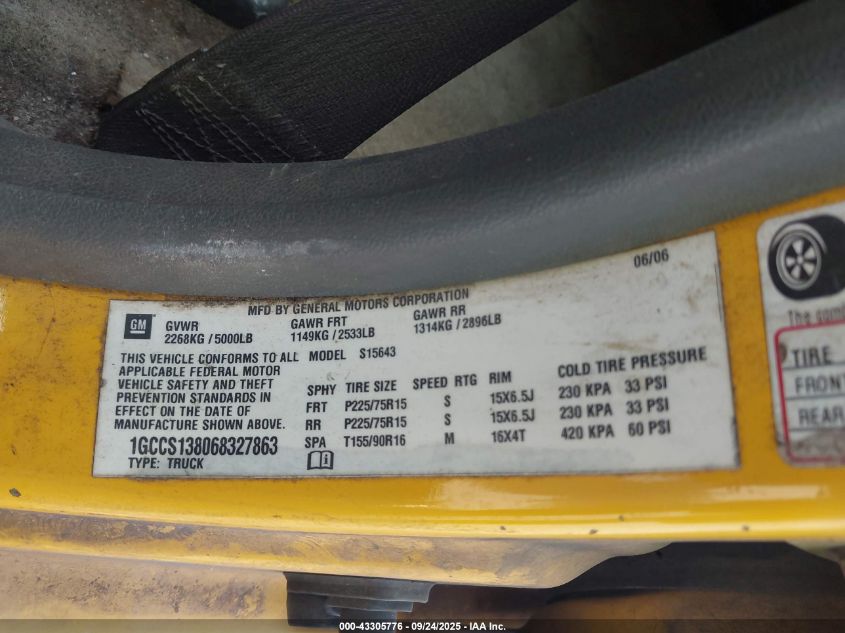 06/06
MFD BY GENERAL MOTORS CORPORATION
GM
GVWR GAWR FRT GAWR RR
2268KG / 5000LB 1149KG / 2533LB 1314KG / 2896LB
THIS VEHICLE CONFORMS TO ALL
APPLICABLE FEDERAL MOTOR
VEHICLE SAFETY AND THEFT
PREVENTION STANDARDS IN
EFFECT ON THE DATE OF
MANUFACTURE SHOWN ABOVE.
1GCCS138068327863
TYPE: TRUCK
MODEL S15643
SPHY TIRE SIZE SPEED RTG RIM COLD TIRE PRESSURE
FRT P225/75R15 S 15X6.5J 230 KPA 33 PSI
RR P225/75R15 S 15X6.5J 230 KPA 33 PSI
SPA T155/90R16 M 16X4T 420 KPA 60 PSI
i
The
TIRE
FRONT
REAR
000-43305776 - 09/24/2025 - IAA Inc.